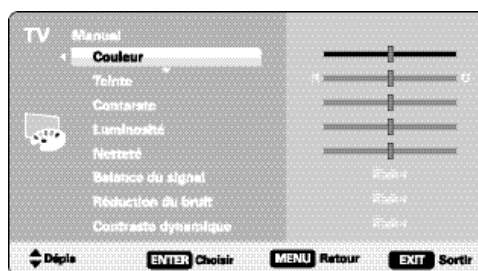 TV Manuel
Couleur
Teinte
Contraste
Luminosité
Netteté
Balance du signal
Réduction du bruit
Contraste dynamique
Dépla ENTER Choisir MENU Retour EXIT Sortir